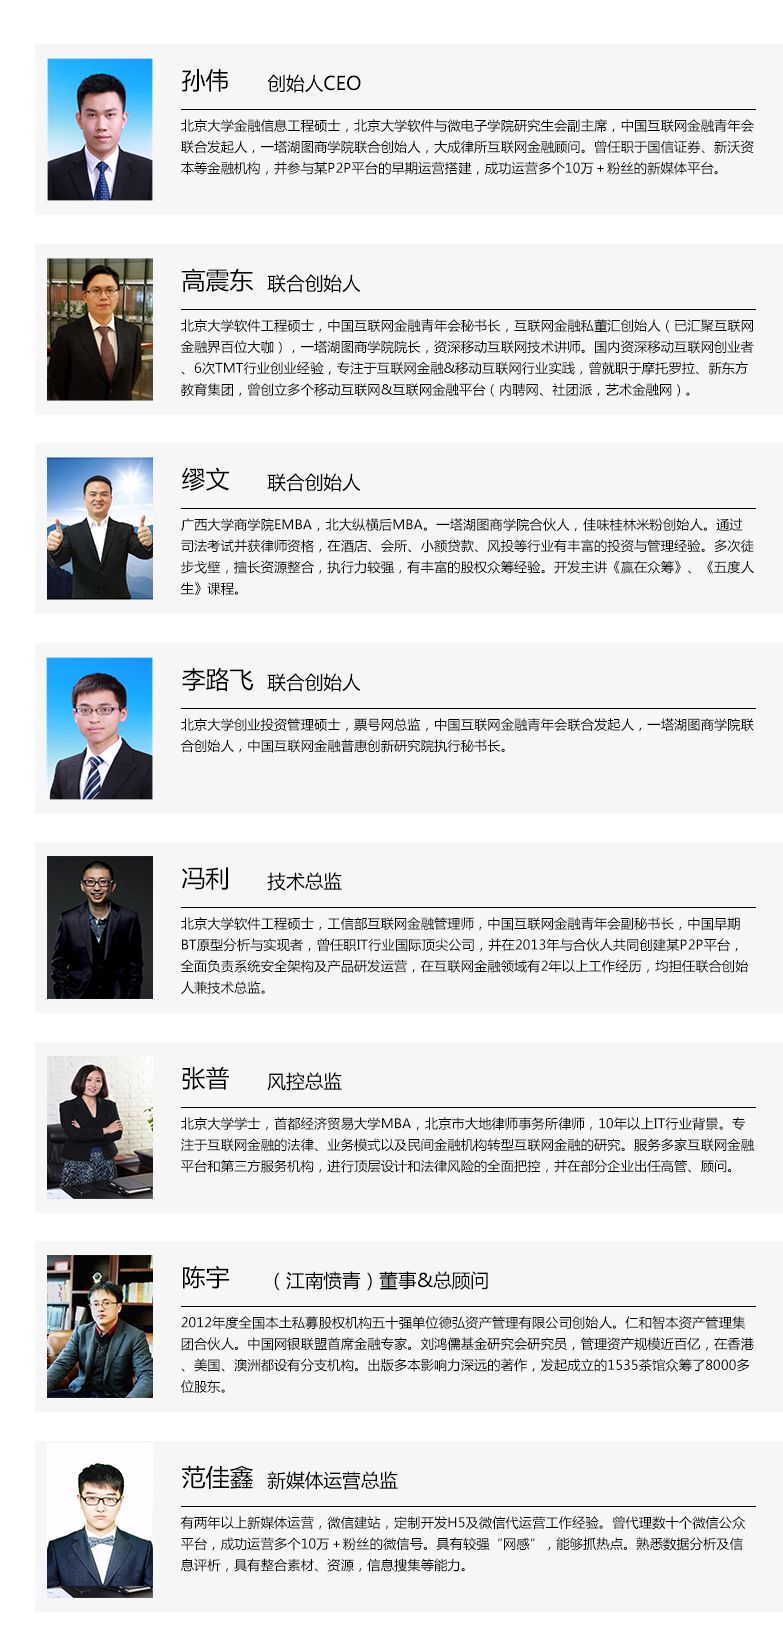 孙伟 创始人CEO
北京大学金融信息工程硕士，北京大学软件与微电子学院研究生会副主席，中国互联网金融青年会
联合发起人，一塔湖图商学院联合创始人，大成律所互联网金融顾问。曾任职于国信证券、新沃资
本等金融机构，并参与某P2P平台的早期运营搭建，成功运营多个10万＋粉丝的新媒体平台。
高震东 联合创始人
北京大学软件工程硕士，中国互联网金融青年会秘书长，互联网金融私董汇创始人（已汇聚互联网
金融界百位大咖），一塔湖图商学院院长，资深移动互联网技术讲师。国内资深移动互联网创业者
、6次TMT行业创业经验，专注于互联网金融&移动互联网行业实践，曾就职于摩托罗拉、新东方
教育集团，曾创立多个移动互联网&互联网金融平台（内聘网、社团派，艺术金融网）。
缪文 联合创始人
广西大学商学院EMBA，北大纵横后MBA。一塔湖图商学院合伙人，佳味桂林米粉创始人。通过
司法考试并获律师资格，在酒店、会所、小额贷款、风投等行业有丰富的投资与管理经验。多次徒
步戈壁，擅长资源整合，执行力较强，有丰富的股权众筹经验。开发主讲《赢在众筹》、《五度人
生》课程。
李路飞 联合创始人
北京大学创业投资管理硕士，票号网总监，中国互联网金融青年会联合发起人，一塔湖图商学院联
合创始人，中国互联网金融普惠创新研究院执行秘书长。
冯利 技术总监
北京大学软件工程硕士，工信部互联网金融管理师，中国互联网金融青年会副秘书长，中国早期
BT原型分析与实现者，曾任职IT行业国际顶尖公司，并在2013年与合伙人共同创建某P2P平台，
全面负责系统安全架构及产品研发运营，在互联网金融领域有2年以上工作经历，均担任联合创始
人兼技术总监。
张普 风控总监
北京大学学士，首都经济贸易大学MBA，北京市大地律师事务所律师，10年以上IT行业背景。专
注于互联网金融的法律、业务模式以及民间金融机构转型互联网金融的研究。服务多家互联网金融
平台和第三方服务机构，进行顶层设计和法律风险的全面把控，并在部分企业出任高管、顾问。
陈宇 （江南愤青）董事&总顾问
2012年度全国本土私募股权机构五十强单位德弘资产管理有限公司创始人。仁和智本资产管理集
团合伙人。中国网银联盟首席金融专家。刘鸿儒基金研究会研究员，管理资产规模近百亿，在香港
、美国、澳洲都设有分支机构。出版多本影响力深远的著作，发起成立的1535茶馆众筹了8000多
位股东。
范佳鑫 新媒体运营总监
有两年以上新媒体运营，微信建站，定制开发H5及微信代运营工作经验。曾代理数十个微信公众
平台，成功运营多个10万＋粉丝的微信号。具有较强“网感”，能够抓热点。熟悉数据分析及信
息评析，具有整合素材、资源，信息搜集等能力。